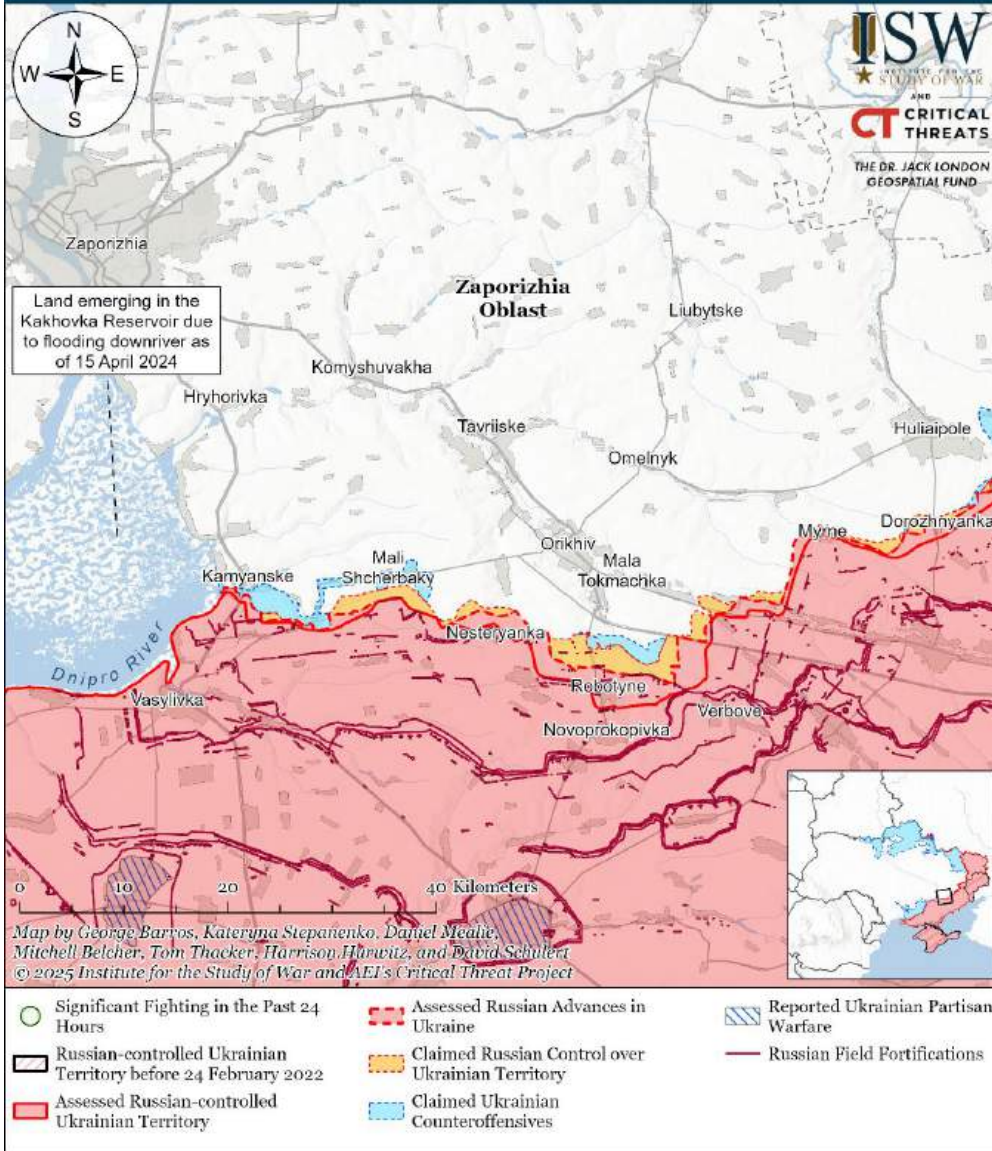 N
W
E
S
ISW
INSTITUTE FOR THE
STUDY OF WAR
AND
CT CRITICAL
THREATS
THE DR. JACK LONDON
GEOSPATIAL FUND
Zaporizhia
Land emerging in the
Kakhovka Reservoir due
to flooding downriver as
of 15 April 2024
Zaporizhia
Oblast
Liubytske
Komyshuvakha
Hryhorivka
Tavriiske
Huliaipole
Omelnyk
Dorozhnyanka
Myrne
Orikhiv
Mali
Shcherbaky
Mala
Tokmachka
Kamyanske
Nesteryanka
Dnipro River
Robotyne
Vasylivka
Verbove
Novoprokopivka
0 10 20 40 Kilometers
Map by George Barros, Kateryna Stepanenko, Daniel Mealie,
Mitchell Belcher, Tom Thacker, Harrison Hurwitz, and David Schulert
© 2025 Institute for the Study of War and AEI's Critical Threat Project
Significant Fighting in the Past 24
Hours
Russian-controlled Ukrainian
Territory before 24 February 2022
Assessed Russian-controlled
Ukrainian Territory
Assessed Russian Advances in
Ukraine
Claimed Russian Control over
Ukrainian Territory
Claimed Ukrainian
Counteroffensives
Reported Ukrainian Partisan
Warfare
Russian Field Fortifications